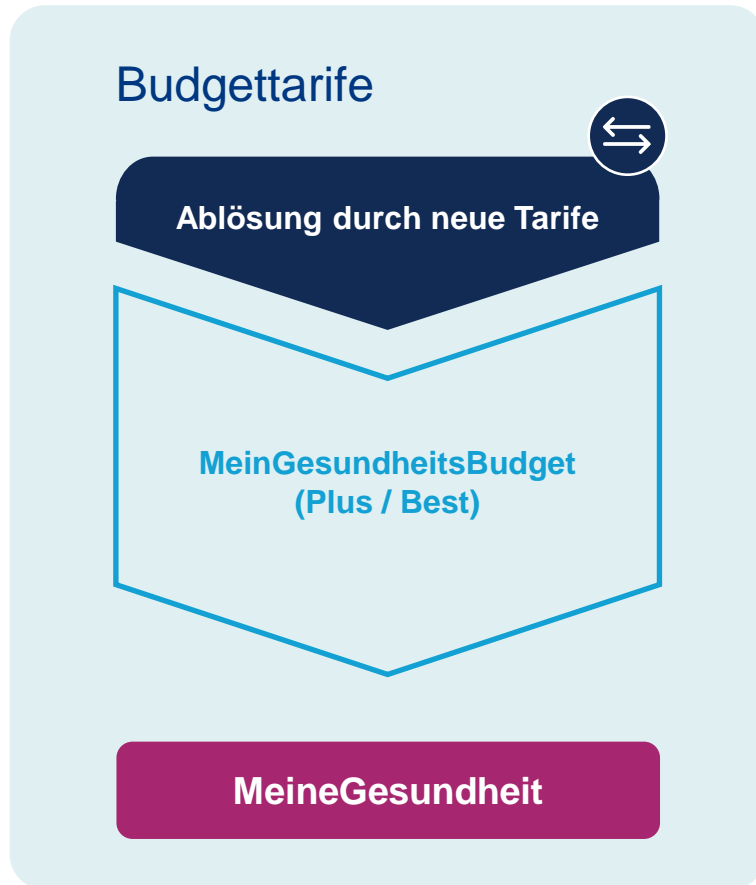 Budgettarife
Ablösung durch neue Tarife
MeinGesundheitsBudget
(Plus / Best)
MeineGesundheit